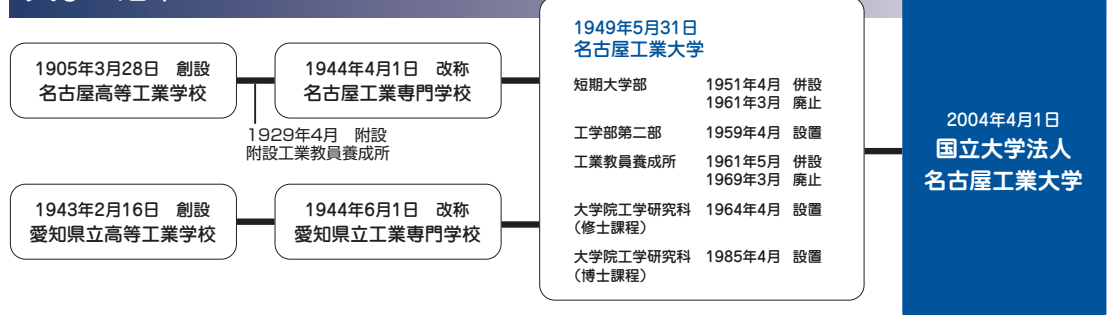 1905年3月28日 創設
名古屋高等工業学校
1944年4月1日 改称
名古屋工業専門学校
1929年4月 附設
附設工業教員養成所
1943年2月16日 創設
愛知県立高等工業学校
1944年6月1日 改称
愛知県立工業専門学校
1949年5月31日
名古屋工業大学
短期大学部 1951年4月 併設
1961年3月 廃止
工学部第二部 1959年4月 設置
工業教員養成所 1961年5月 併設
1969年3月 廃止
大学院工学研究科 1964年4月 設置
（修士課程）
大学院工学研究科 1985年4月 設置
（博士課程）
2004年4月1日
国立大学法人
名古屋工業大学